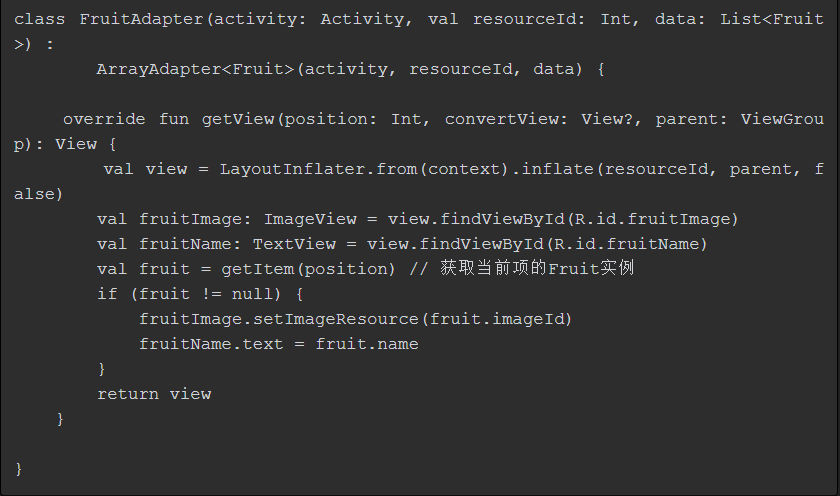 class FruitAdapter(activity: Activity, val resourceId: Int, data: List<Fruit
>) :
        ArrayAdapter<Fruit>(activity, resourceId, data) {

     override fun getView(position: Int, convertView: View?, parent: ViewGrou
p): View {
         val view = LayoutInflater.from(context).inflate(resourceId, parent, f
alse)
        val fruitImage: ImageView = view.findViewById(R.id.fruitImage)
        val fruitName: TextView = view.findViewById(R.id.fruitName)
        val fruit = getItem(position) // 获取当前项的Fruit实例
        if (fruit != null) {
            fruitImage.setImageResource(fruit.imageId)
            fruitName.text = fruit.name
        }
        return view
    }

}